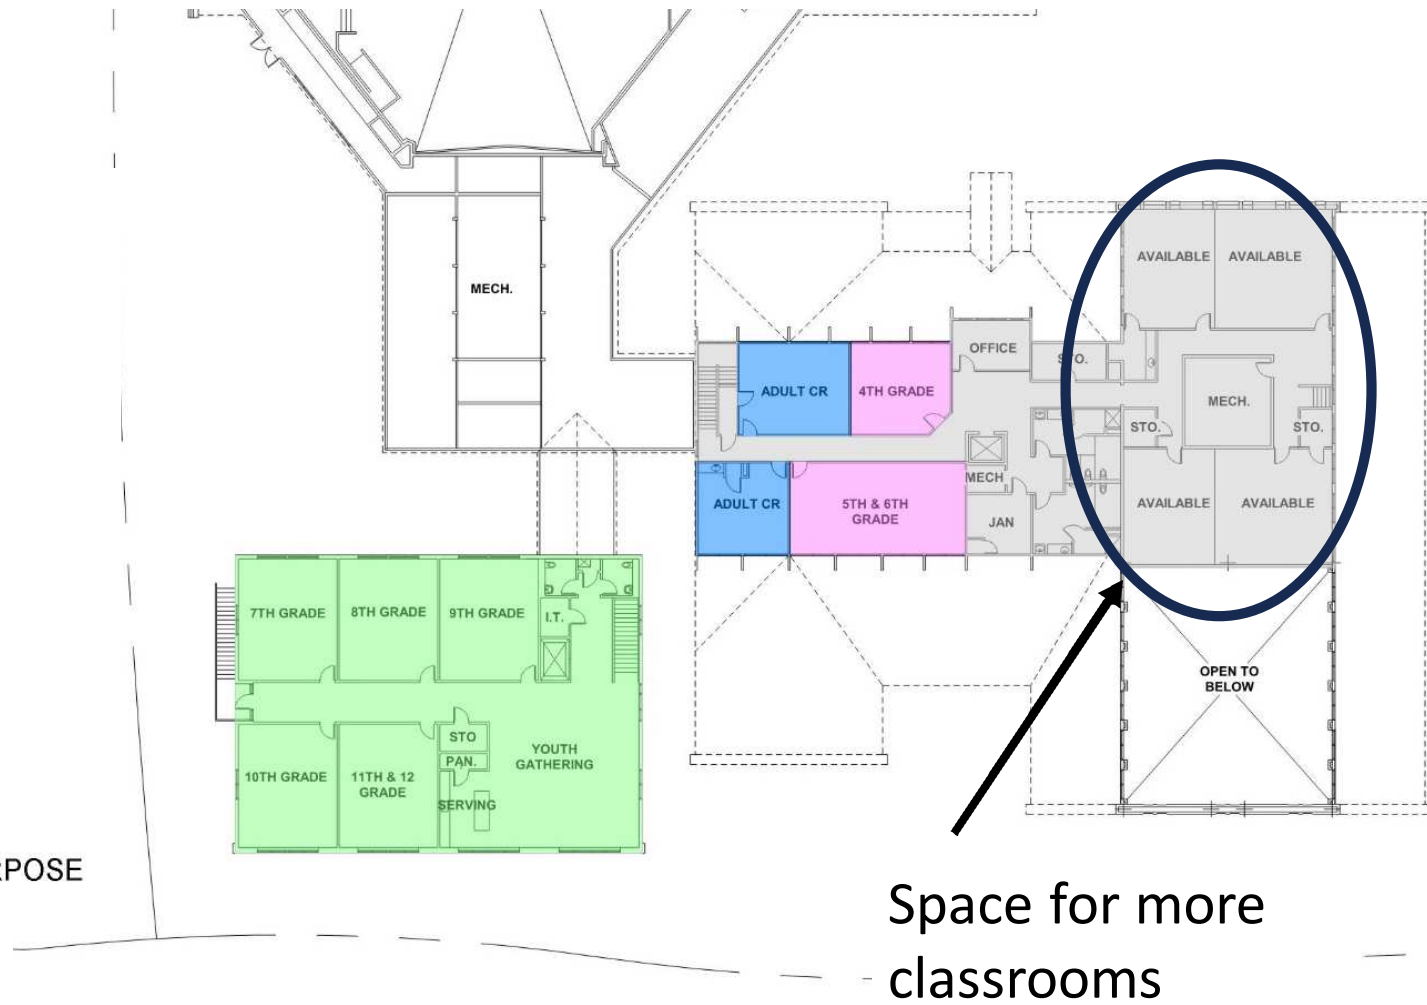 MECH.
AVAILABLE
AVAILABLE
OFFICE
STO.
ADULT CR
4TH GRADE
MECH.
STO.
STO.
ADULT CR
5TH & 6TH
GRADE
MECH
JAN
AVAILABLE
AVAILABLE
7TH GRADE
8TH GRADE
9TH GRADE
I.T.
OPEN TO
BELOW
STO
PAN.
YOUTH
GATHERING
10TH GRADE
11TH & 12
GRADE
SERVING
RPOSE
Space for more
classrooms